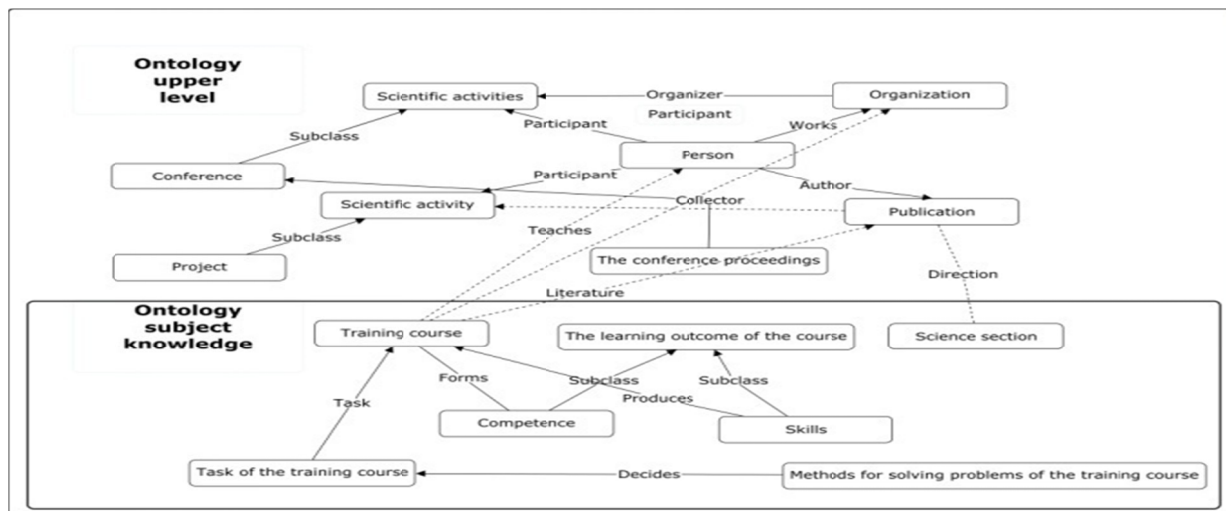 Ontology
upper
level
Scientific activities
Organizer
Organization
Participant
Participant
Works
Subclass
Person
Conference
Participant
Author
Scientific activity
Collector
Publication
Subclass
Teaches
Project
The conference proceedings
Direction
Literature
Ontology
subject
knowledge
Training course
The learning outcome of the course
Science section
Forms
Subclass
Subclass
Task
Produces
Competence
Skills
Task of the training course
Decides
Methods for solving problems of the training course